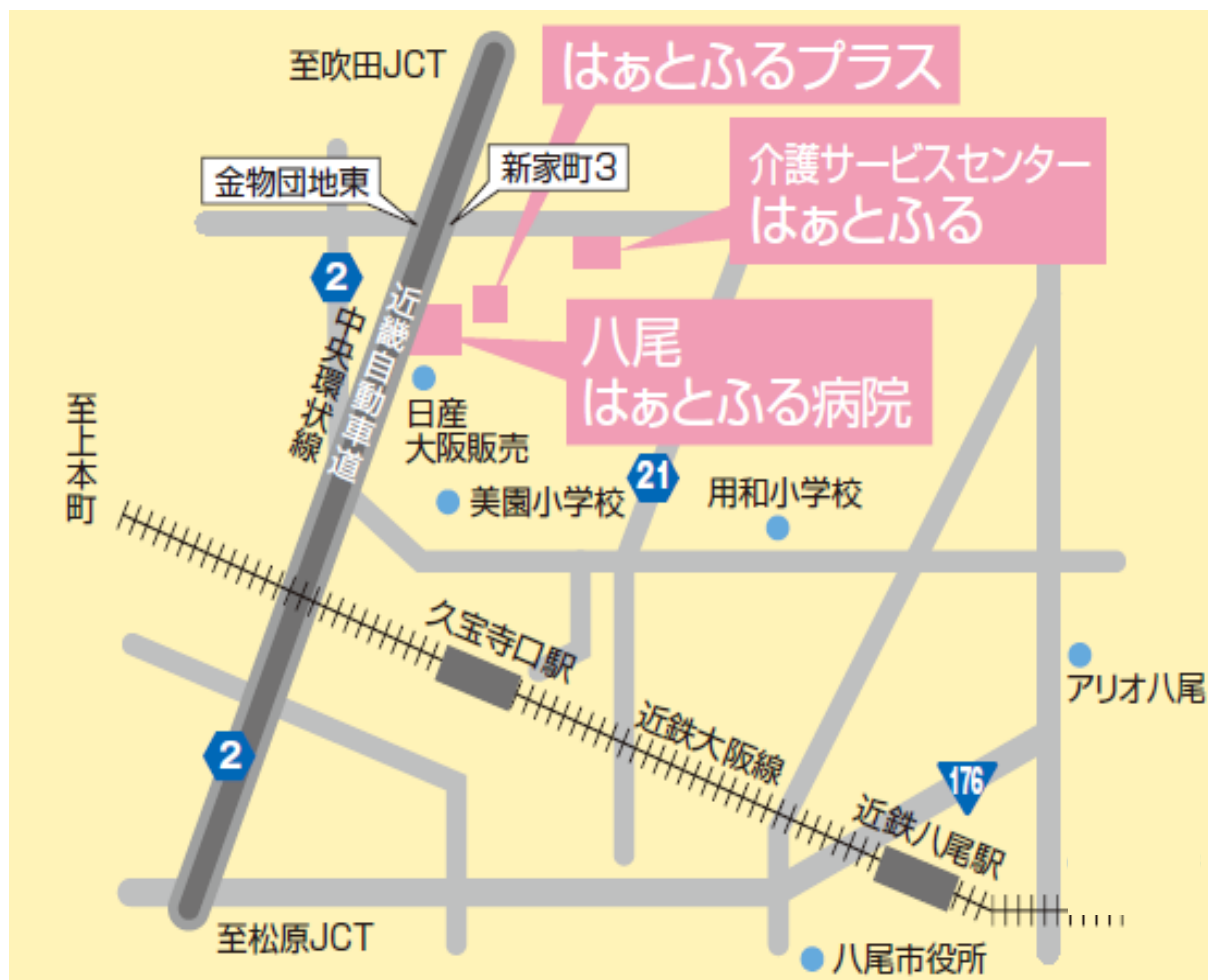 至吹田JCT
はぁとふるプラス
介護サービスセンター
はぁとふる
新家町3
金物団地東
2
中央環状線
近畿自動車道
八尾
はぁとふる病院
日産
大阪販売
至上本町
21
美園小学校
用和小学校
久宝寺口駅
アリオ八尾
近鉄大阪線
2
176
近鉄八尾駅
至松原JCT
八尾市役所